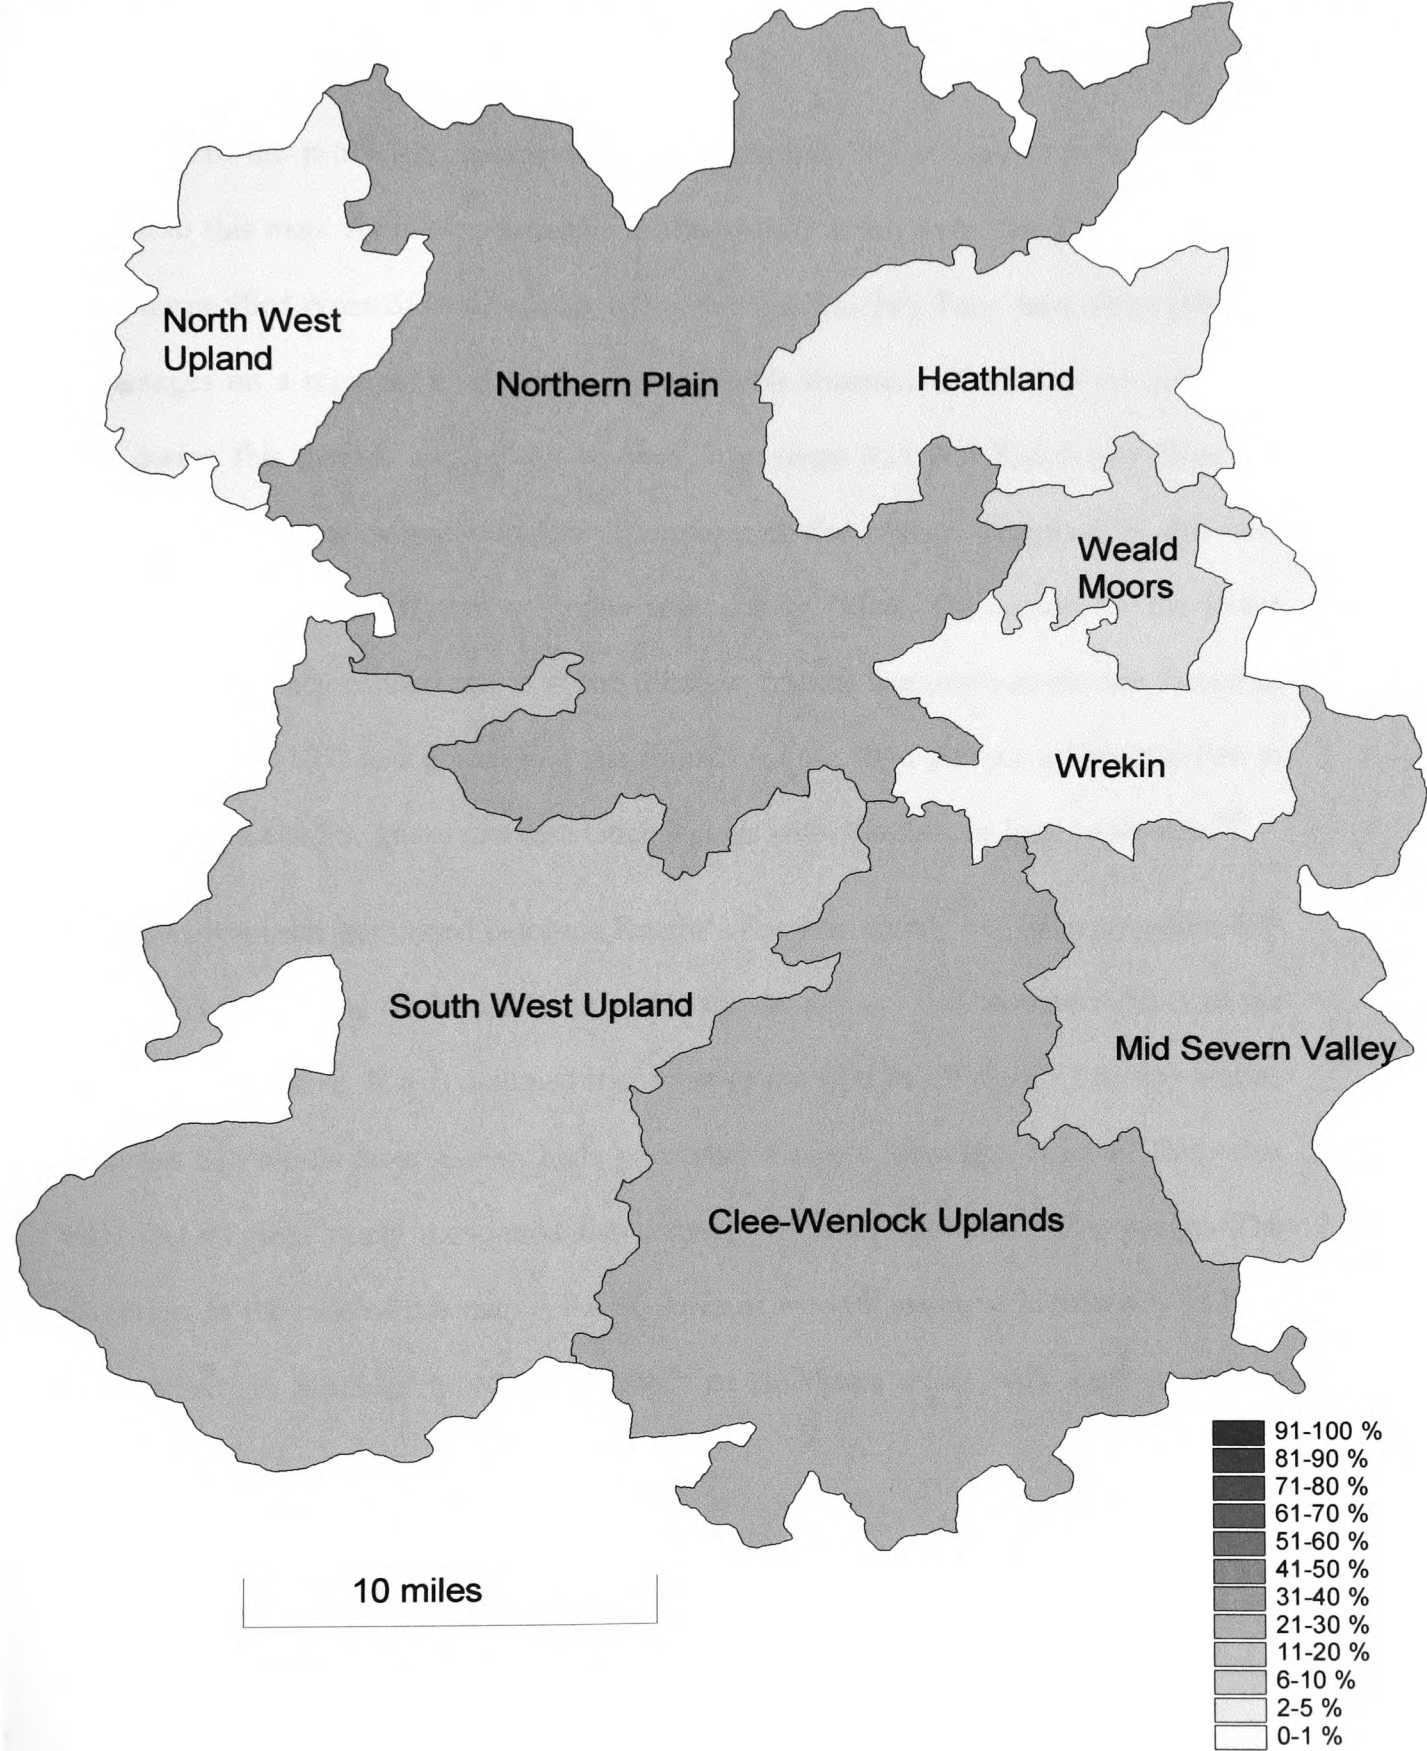 North West
Upland
Northern Plain
Heathland
Weald
Moors
Wrekin
South West Upland
Mid Severn Valley
Clee-Wenlock Uplands
91-100 %
81-90 %
71-80 %
61-70 %
51-60 %
41-50 %
31-40 %
21-30 %
11-20 %
6-10 %
2-5 %
0-1 %
10 miles